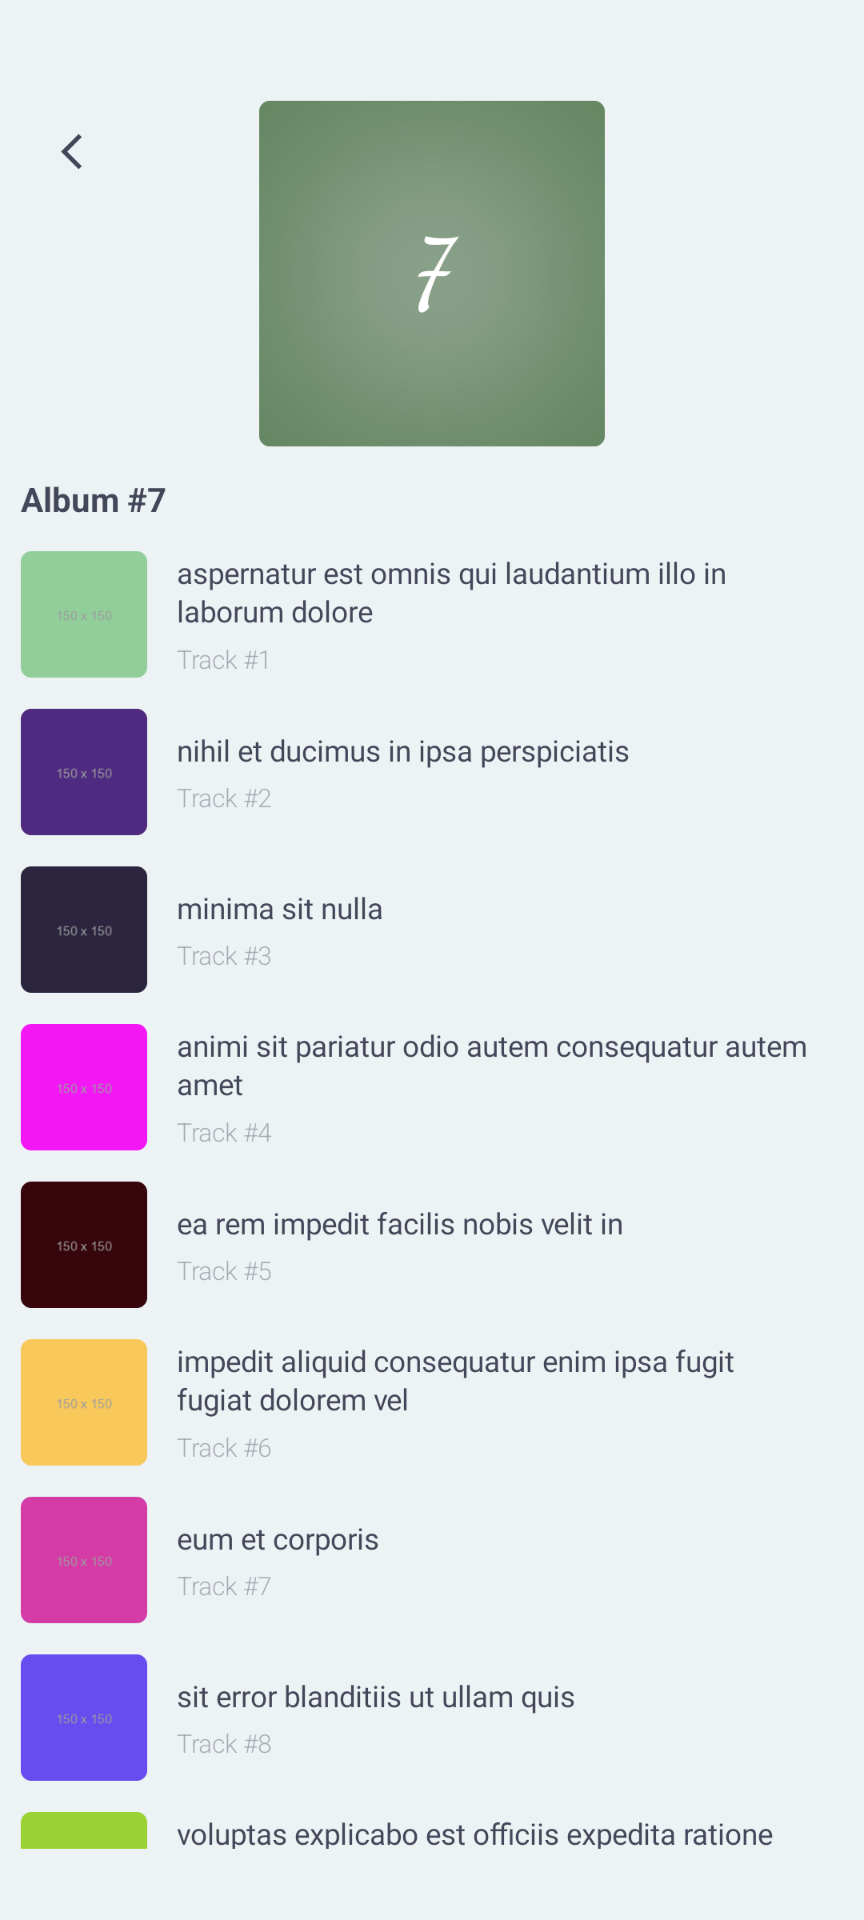 7
Album #7
150 x 150
aspernatur est omnis qui laudantium illo in
laborum dolore
Track #1
150 x 150
nihil et ducimus in ipsa perspiciatis
Track #2
150 x 150
minima sit nulla
Track #3
150 x 150
animi sit pariatur odio autem consequatur autem
amet
Track #4
150 x 150
ea rem impedit facilis nobis velit in
Track #5
150 x 150
impedit aliquid consequatur enim ipsa fugit
fugiat dolorem vel
Track #6
150 x 150
eum et corporis
Track #7
150 x 150
sit error blanditiis ut ullam quis
Track #8
voluptas explicabo est officiis expedita ratione